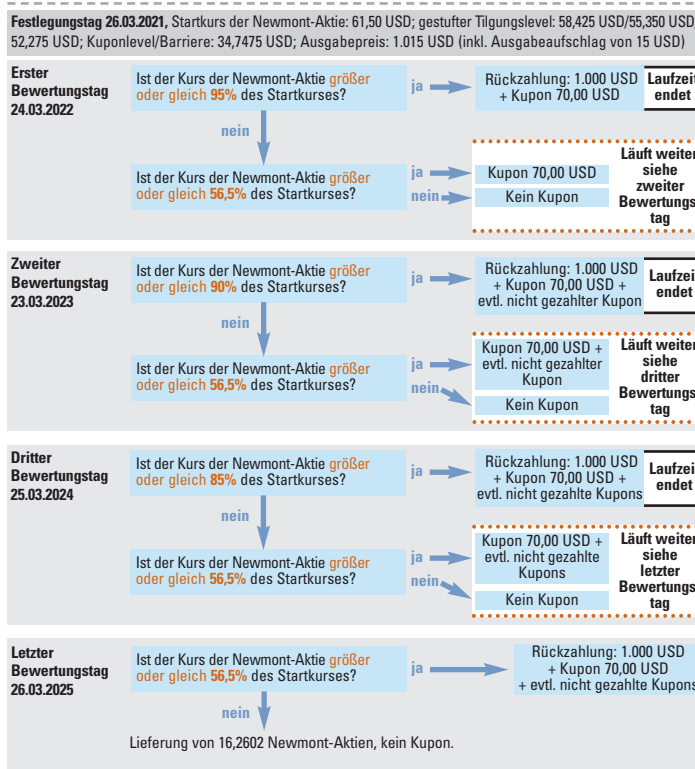 Festlegungstag 26.03.2021, Startkurs der Newmont-Aktie: 61,50 USD; gestufter Tilgungslevel: 58,425 USD/55,350 USD/
52,275 USD; Kuponlevel/Barriere: 34,7475 USD; Ausgabepreis: 1.015 USD (inkl. Ausgabeaufschlag von 15 USD)
Erster
Bewertungstag
24.03.2022
Ist der Kurs der Newmont-Aktie größer
oder gleich 95% des Startkurses?
ja
Rückzahlung: 1.000 USD
+ Kupon 70,00 USD
Laufzeit
endet
nein
Ist der Kurs der Newmont-Aktie größer
oder gleich 56,5% des Startkurses?
ja
Kupon 70,00 USD
nein
Kein Kupon
Läuft weiter
siehe
zweiter
Bewertungs
tag
Zweiter
Bewertungstag
23.03.2023
Ist der Kurs der Newmont-Aktie größer
oder gleich 90% des Startkurses?
ja
Rückzahlung: 1.000 USD
+ Kupon 70,00 USD +
evtl. nicht gezahlter Kupon
Laufzeit
endet
nein
Ist der Kurs der Newmont-Aktie größer
oder gleich 56,5% des Startkurses?
ja
Kupon 70,00 USD +
evtl. nicht gezahlter
Kupon
nein
Kein Kupon
Läuft weiter
siehe
dritter
Bewertungs
tag
Dritter
Bewertungstag
25.03.2024
Ist der Kurs der Newmont-Aktie größer
oder gleich 85% des Startkurses?
ja
Rückzahlung: 1.000 USD
+ Kupon 70,00 USD +
evtl. nicht gezahlte Kupons
Laufzeit
endet
nein
Ist der Kurs der Newmont-Aktie größer
oder gleich 56,5% des Startkurses?
ja
Kupon 70,00 USD +
evtl. nicht gezahlte
Kupons
nein
Kein Kupon
Läuft weiter
siehe
letzter
Bewertungs
tag
Letzter
Bewertungstag
26.03.2025
Ist der Kurs der Newmont-Aktie größer
oder gleich 56,5% des Startkurses?
ja
Rückzahlung: 1.000 USD
+ Kupon 70,00 USD
+ evtl. nicht gezahlte Kupons
nein
Lieferung von 16,2602 Newmont-Aktien, kein Kupon.